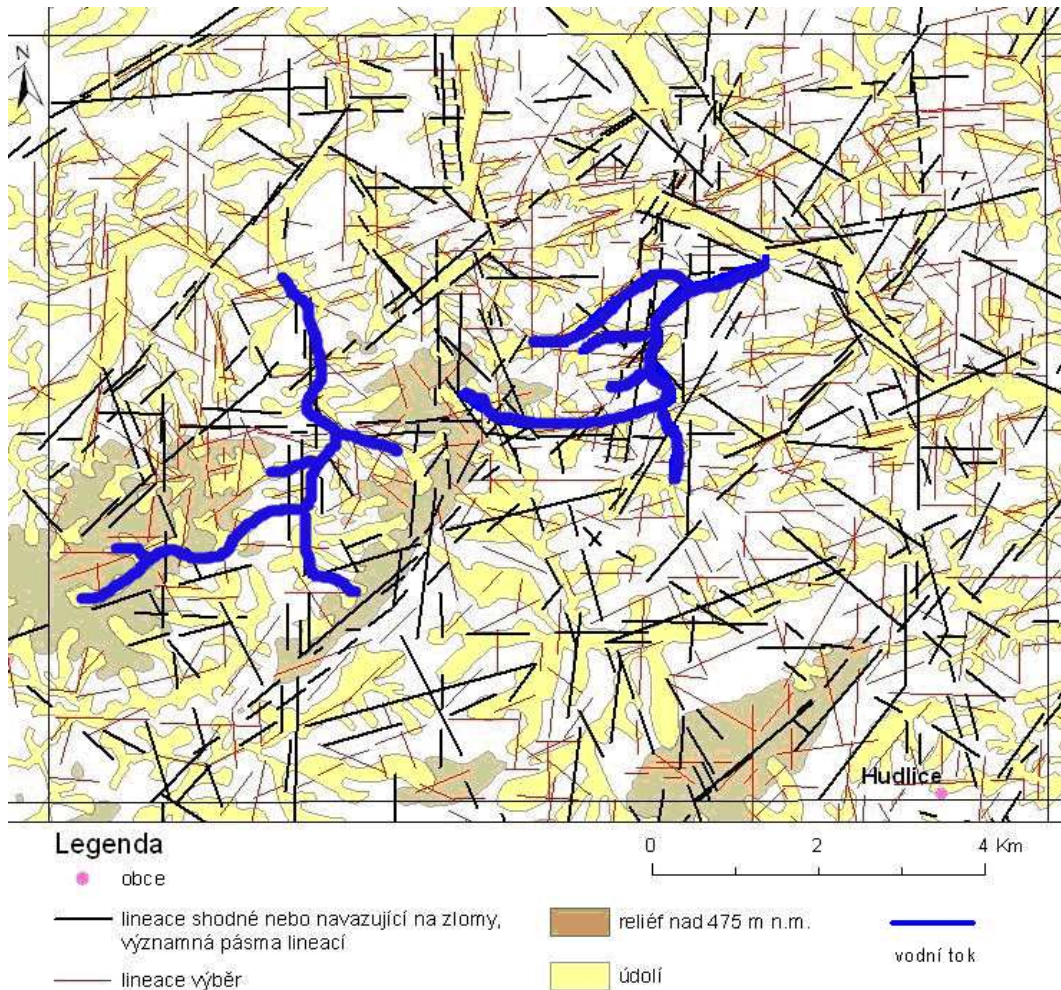 N
Hudlice
Legenda
obce
lineace shodné nebo navazující na zlomy,
významná pásma lineací
lineace výběr
0 2 4 Km
reliéf nad 475 m n.m.
údolí
vodní tok